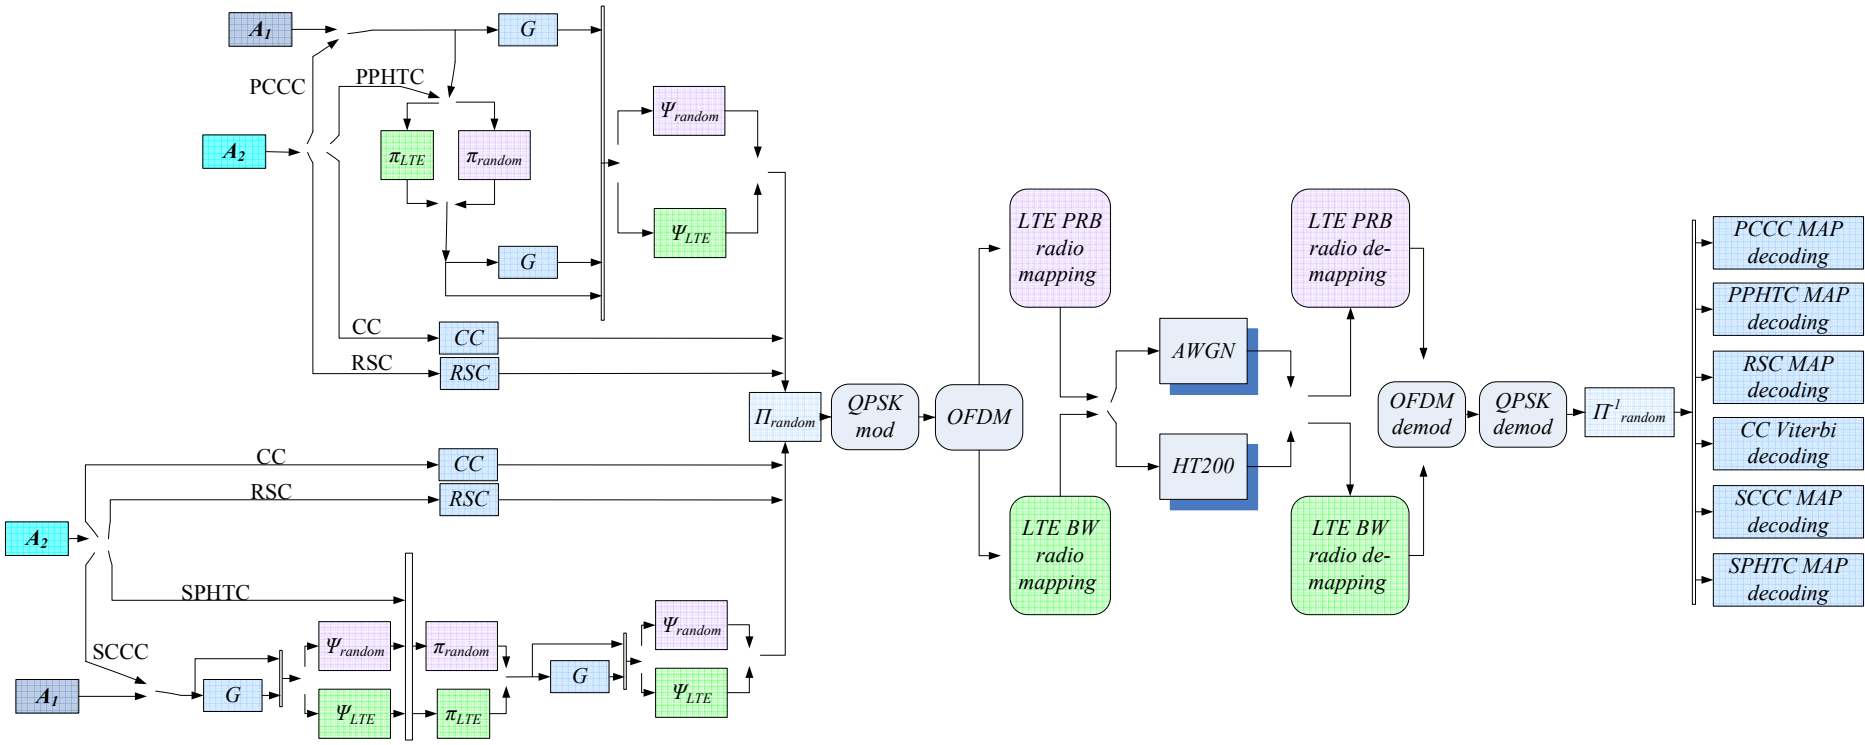 A1
G
PCCC
PPHTC
A2
πLTE
πrandom
Ψrandom
ΨLTE
G
CC
CC
RSC
RSC
CC
CC
RSC
RSC
A2
SPHTC
SCCC
A1
G
Ψrandom
ΨLTE
πrandom
πLTE
G
Ψrandom
ΨLTE
Πrandom
QPSK
mod
OFDM
LTE PRB
radio
mapping
LTE BW
radio
mapping
AWGN
HT200
LTE PRB
radio de-
mapping
LTE BW
radio de-
mapping
OFDM
demod
QPSK
demod
Π-1random
PCCC MAP
decoding
PPHTC MAP
decoding
RSC MAP
decoding
CC Viterbi
decoding
SCCC MAP
decoding
SPHTC MAP
decoding